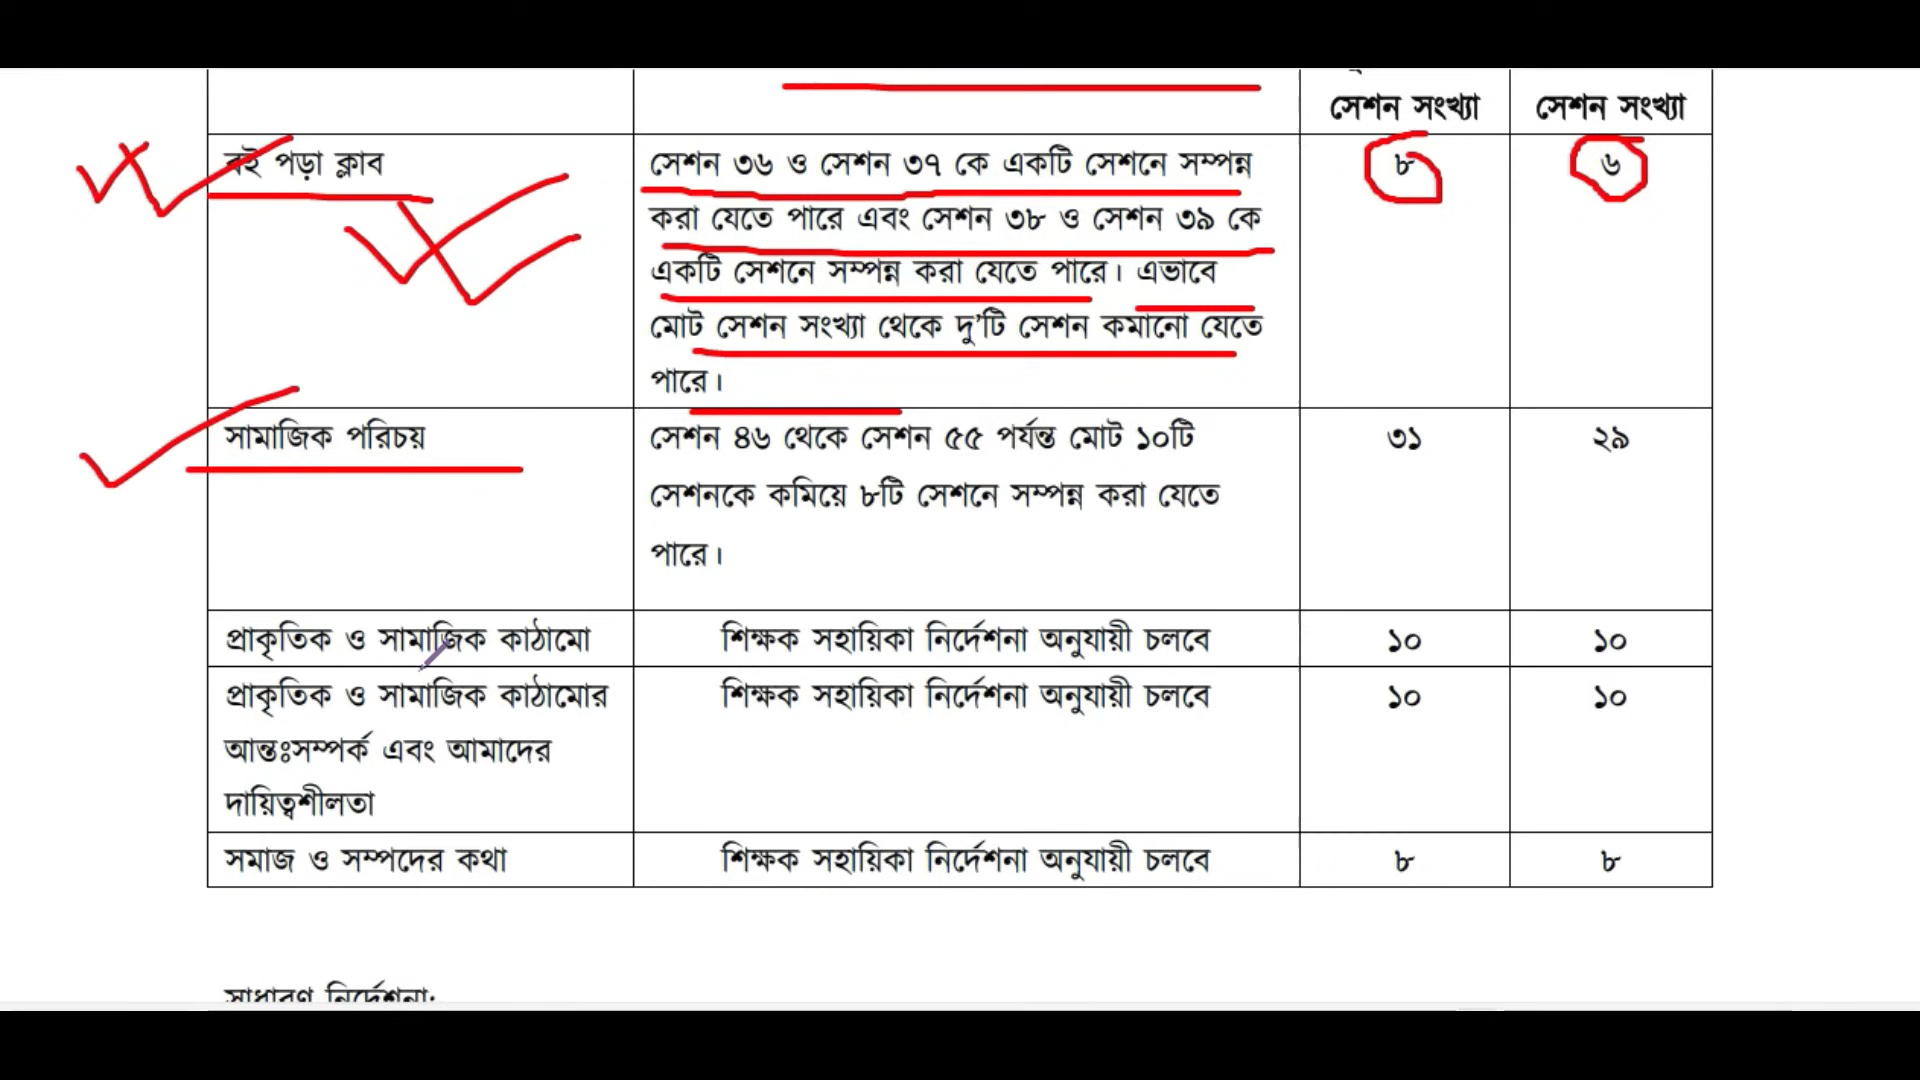 সেশন সংখ্যা সেশন সংখ্যা
বই পড়া ক্লাব সেশন ৩৬ ও সেশন ৩৭ কে একটি সেশনে সম্পন্ন ৮ ৬
করা যেতে পারে এবং সেশন ৩৮ ও সেশন ৩৯ কে
একটি সেশনে সম্পন্ন করা যেতে পারে। এভাবে
মোট সেশন সংখ্যা থেকে দু’টি সেশন কমানো যেতে
পারে।
সামাজিক পরিচয় সেশন ৪৬ থেকে সেশন ৫৫ পর্যন্ত মোট ১০টি ৩১ ২৯
সেশনকে কমিয়ে ৮টি সেশনে সম্পন্ন করা যেতে
পারে।
প্রাকৃতিক ও সামাজিক কাঠামো শিক্ষক সহায়িকা নির্দেশনা অনুযায়ী চলবে ১০ ১০
প্রাকৃতিক ও সামাজিক কাঠামোর শিক্ষক সহায়িকা নির্দেশনা অনুযায়ী চলবে ১০ ১০
আন্তঃসম্পর্ক এবং আমাদের
দায়িত্বশীলতা
সমাজ ও সম্পদের কথা শিক্ষক সহায়িকা নির্দেশনা অনুযায়ী চলবে ৮ ৮
সাধারণ নির্দেশনা: